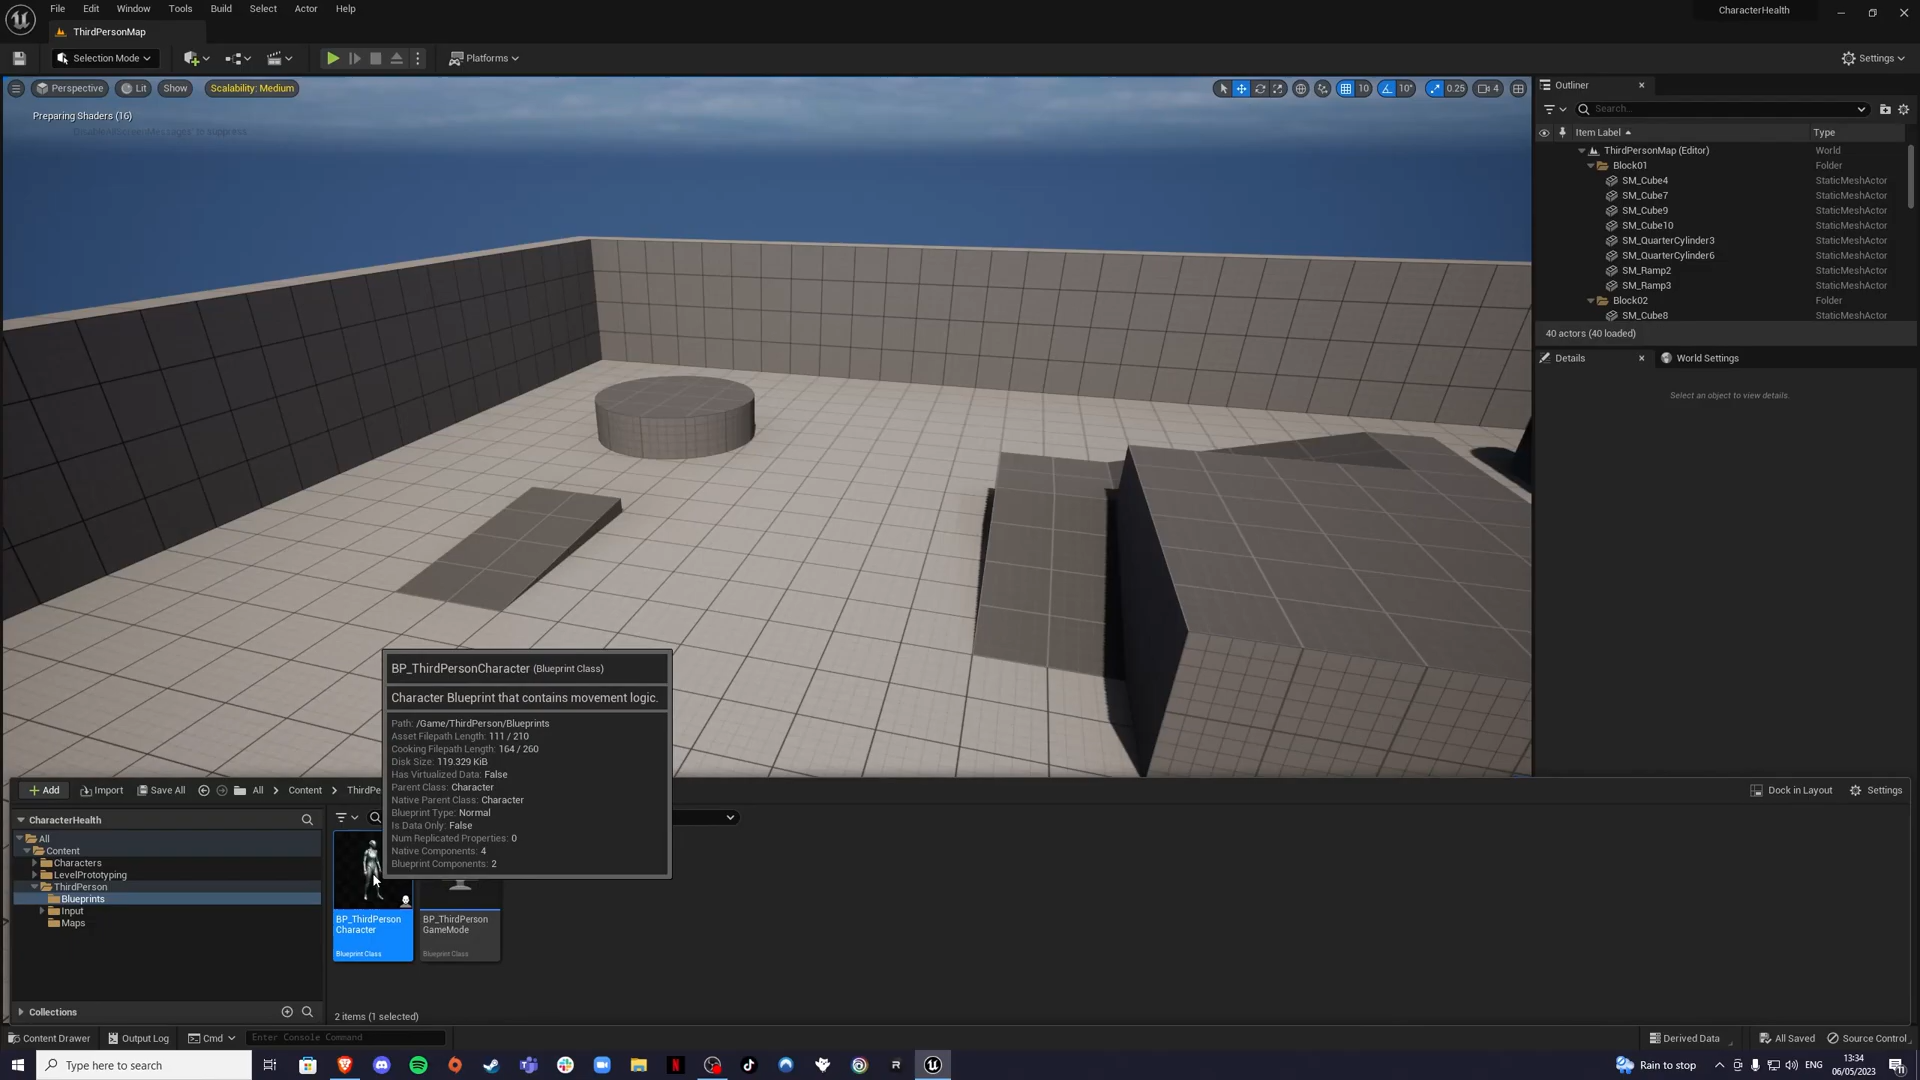 File Edit Window Tools Build Select Actor Help
CharacterHealth
ThirdPersonMap
Selection Mode
Platforms
Settings
Perspective Lit Show Scalability: Medium
10 10° 0.25 4
Preparing Shaders (16)
Outliner
Search...
Item Label Type
ThirdPersonMap (Editor) World
Block01 Folder
SM_Cube4 StaticMeshActor
SM_Cube7 StaticMeshActor
SM_Cube9 StaticMeshActor
SM_Cube10 StaticMeshActor
SM_QuarterCylinder3 StaticMeshActor
SM_QuarterCylinder6 StaticMeshActor
SM_Ramp2 StaticMeshActor
SM_Ramp3 StaticMeshActor
Block02 Folder
SM_Cube8 StaticMeshActor
40 actors (40 loaded)
Details World Settings
Select an object to view details.
BP_ThirdPersonCharacter (Blueprint Class)
Character Blueprint that contains movement logic.
Path: /Game/ThirdPerson/Blueprints
Asset Filepath Length: 111 / 210
Cooking Filepath Length: 164 / 260
Disk Size: 119.329 KiB
Has Virtualized Data: False
Parent Class: Character
Native Parent Class: Character
Blueprint Type: Normal
Is Data Only: False
Num Replicated Properties: 0
Native Components: 4
Blueprint Components: 2
Add Import Save All All Content ThirdPe
Dock in Layout Settings
CharacterHealth
All
Content
Characters
LevelPrototyping
ThirdPerson
Blueprints
Input
Maps
Collections
BP_ThirdPerson
Character
Blueprint Class
BP_ThirdPerson
GameMode
Blueprint Class
2 items (1 selected)
Content Drawer Output Log Cmd Enter Console Command
Derived Data All Saved Source Control
Type here to search
Rain to stop
ENG
13:34
06/05/2023